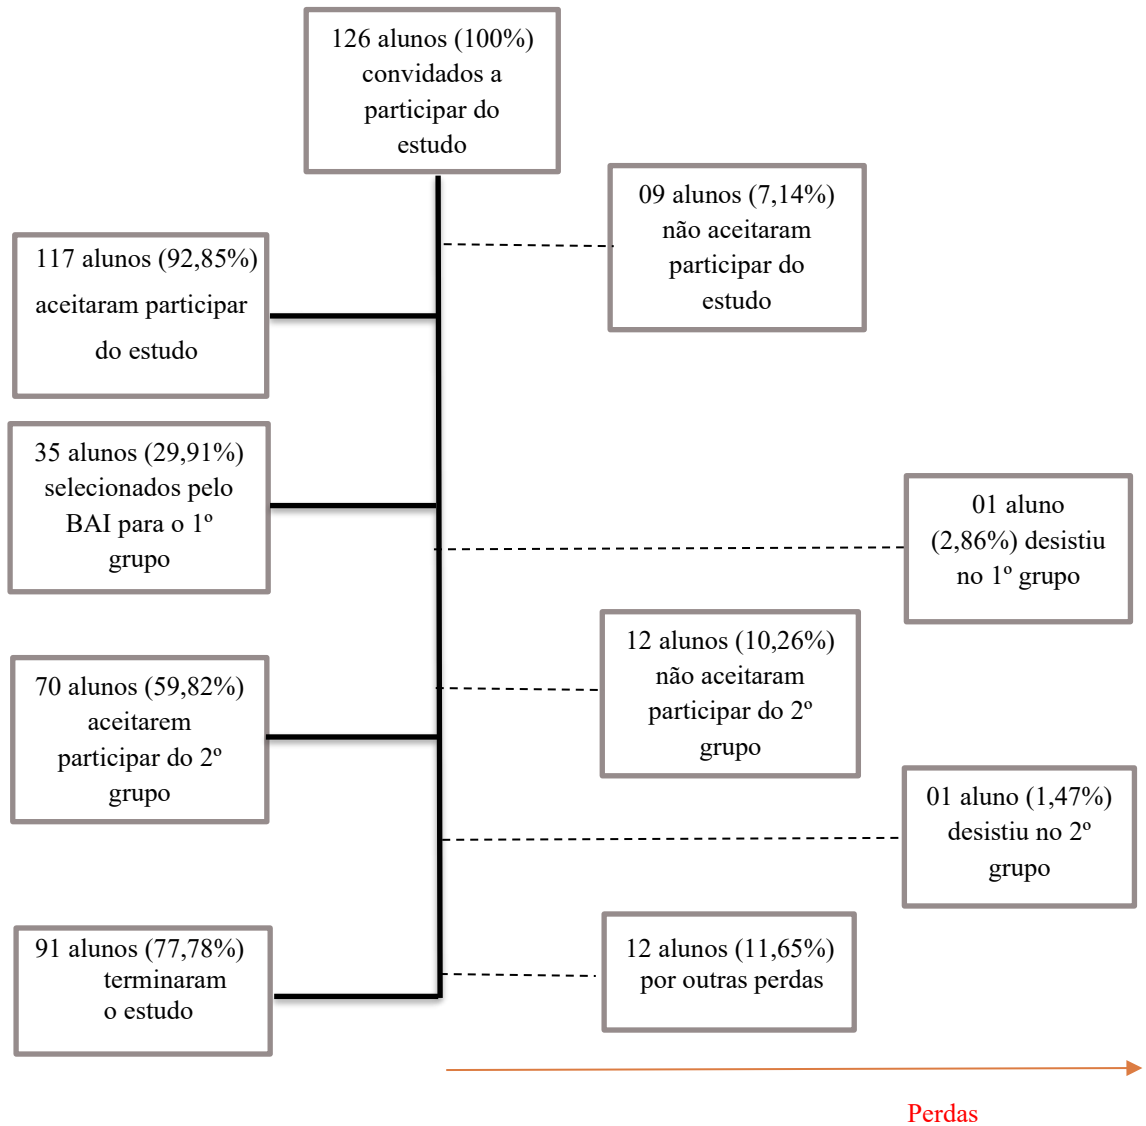 126 alunos (100%)
convidados a
participar do
estudo
09 alunos (7,14%)
não aceitaram
participar do
estudo
117 alunos (92,85%)
aceitaram participar
do estudo
35 alunos (29,91%)
selecionados pelo
BAI para o 1º
grupo
01 aluno
(2,86%) desistiu
no 1º grupo
12 alunos (10,26%)
não aceitaram
participar do 2º
grupo
70 alunos (59,82%)
aceitarem
participar do 2º
grupo
01 aluno (1,47%)
desistiu no 2º
grupo
12 alunos (11,65%)
por outras perdas
91 alunos (77,78%)
terminaram
o estudo
Perdas